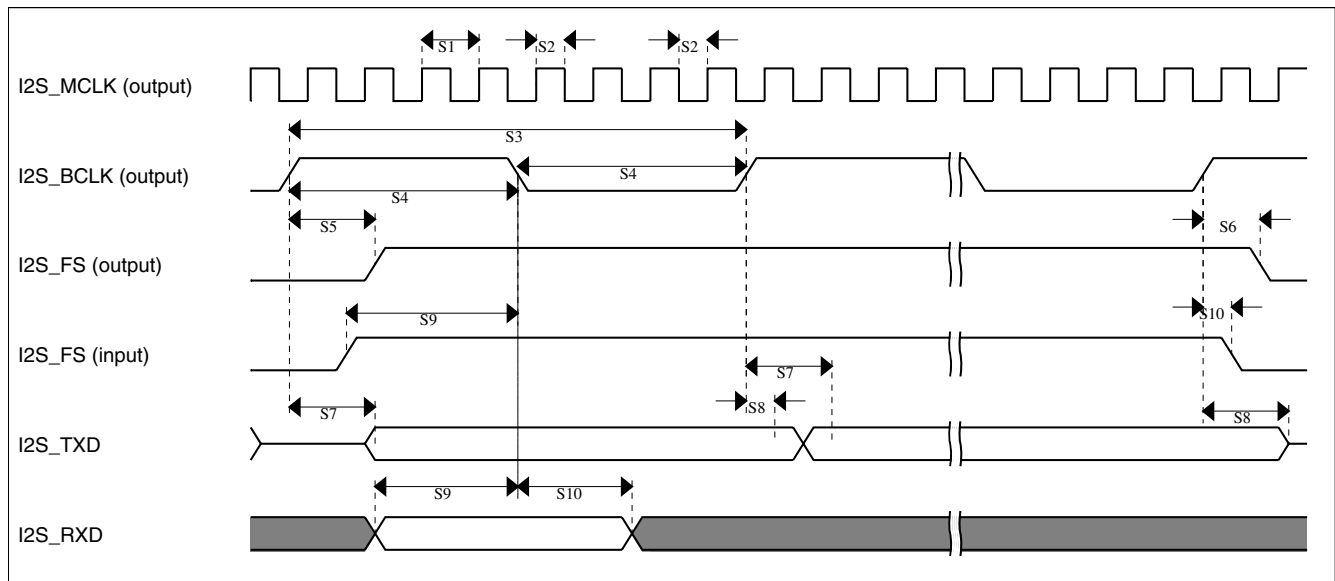 S1
S2
S2
I2S_MCLK (output)
S3
I2S_BCLK (output)
S4
S4
S5
S6
I2S_FS (output)
S9
S10
I2S_FS (input)
S7
S7
S8
S8
I2S_TXD
S9
S10
I2S_RXD